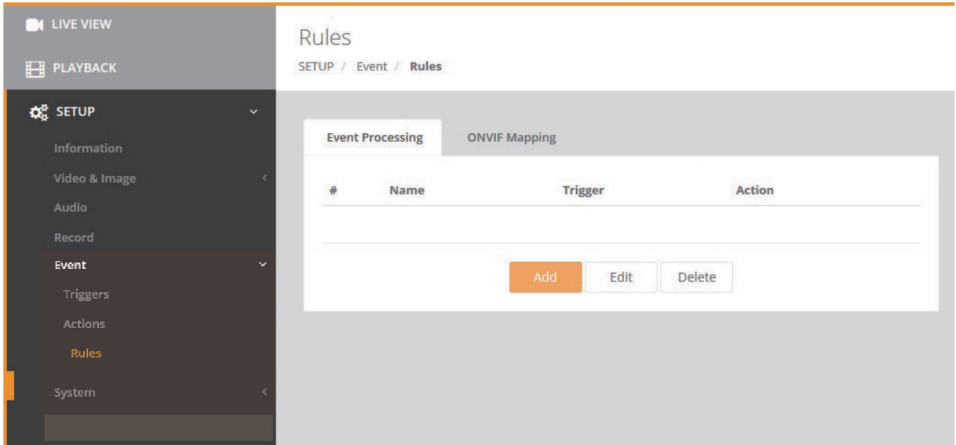 LIVE VIEW
PLAYBACK
SETUP
Information
Video & Image
Audio
Record
Event
Triggers
Actions
Rules
System
Rules
SETUP / Event / Rules
Event Processing ONVIF Mapping
# Name Trigger Action
Add Edit Delete